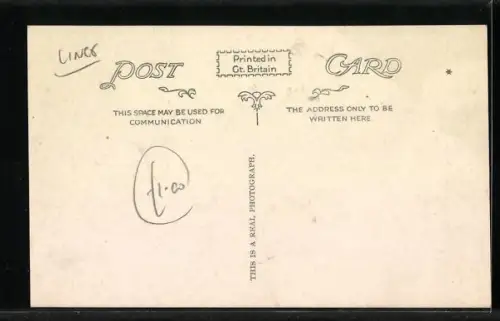 LINCS
POST
Printed in
Gt. Britain
CARD
THIS SPACE MAY BE USED FOR
COMMUNICATION
THE ADDRESS ONLY TO BE
WRITTEN HERE
£1.00
THIS IS A REAL PHOTOGRAPH.